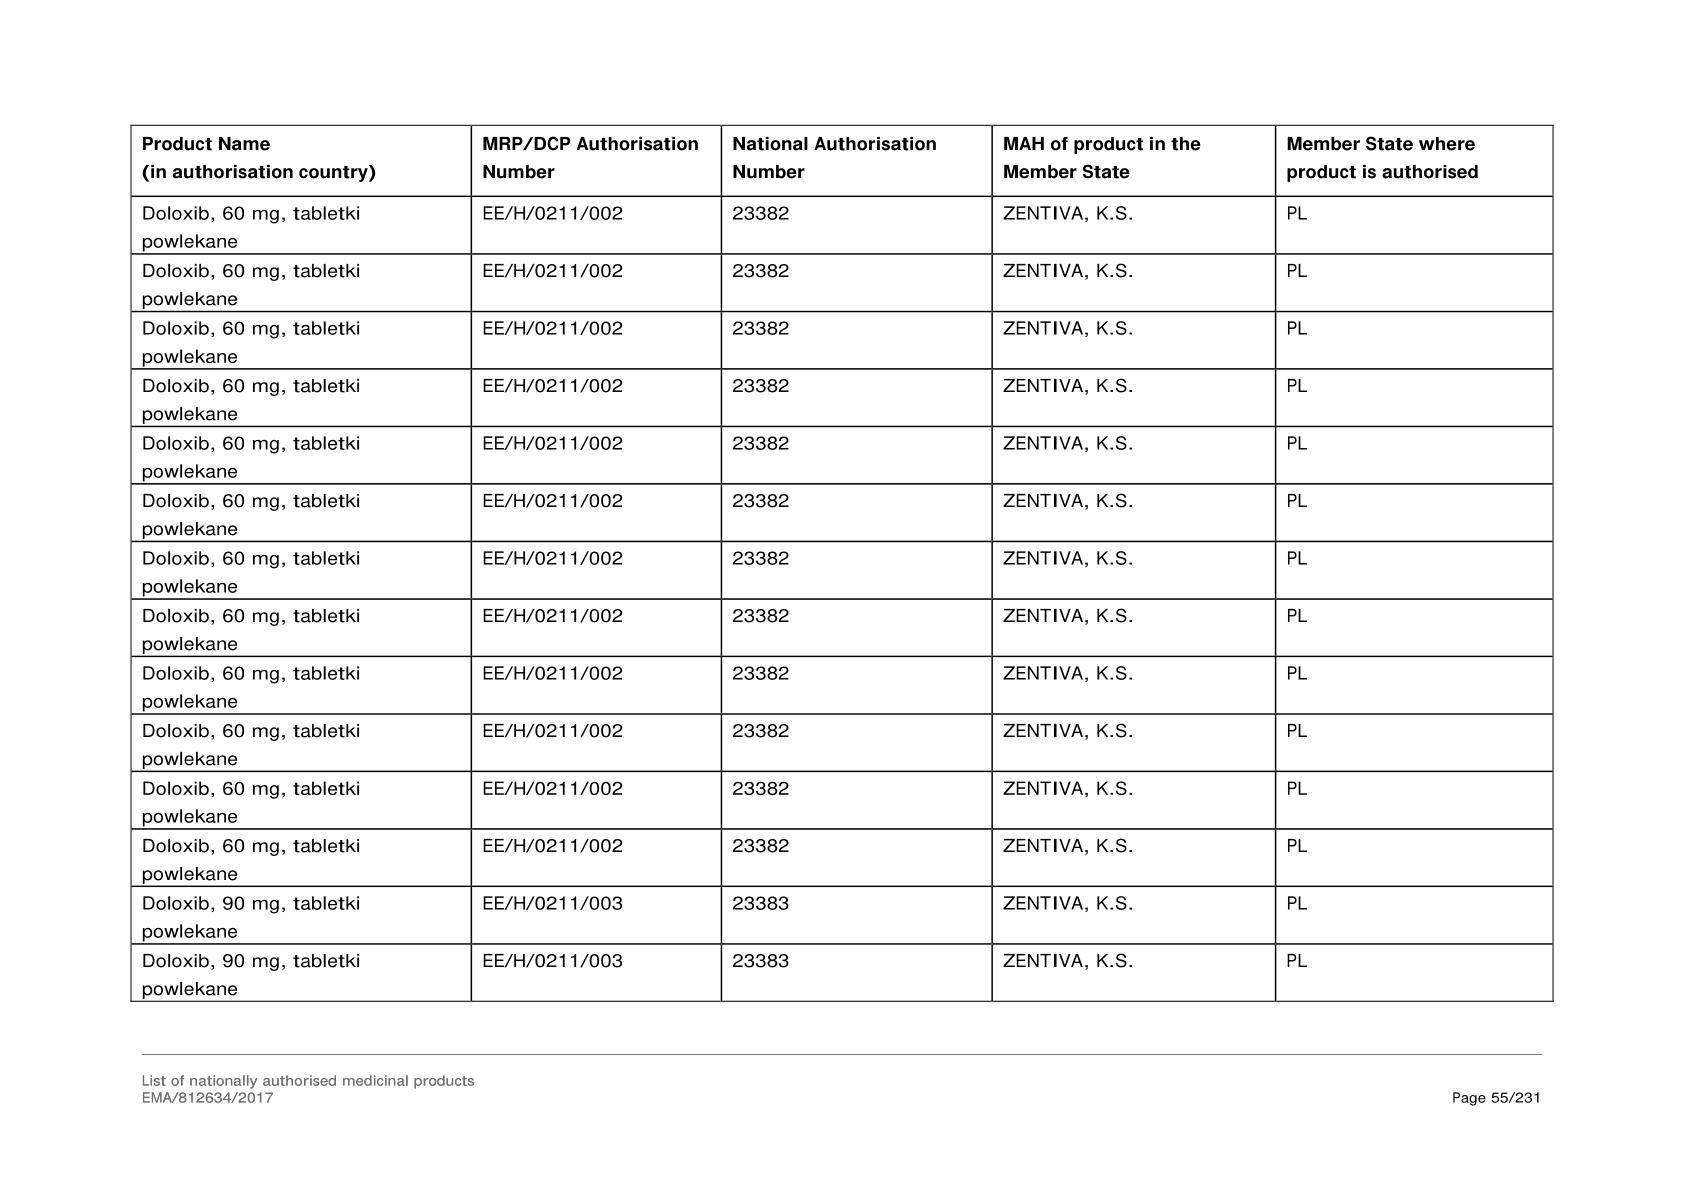 Product Name
(in authorisation country)
MRP/DCP Authorisation
Number
National Authorisation
Number
MAH of product in the
Member State
Member State where
product is authorised
Doloxib, 60 mg, tabletki
powlekane
EE/H/0211/002
23382
ZENTIVA, K.S.
PL
Doloxib, 60 mg, tabletki
powlekane
EE/H/0211/002
23382
ZENTIVA, K.S.
PL
Doloxib, 60 mg, tabletki
powlekane
EE/H/0211/002
23382
ZENTIVA, K.S.
PL
Doloxib, 60 mg, tabletki
powlekane
EE/H/0211/002
23382
ZENTIVA, K.S.
PL
Doloxib, 60 mg, tabletki
powlekane
EE/H/0211/002
23382
ZENTIVA, K.S.
PL
Doloxib, 60 mg, tabletki
powlekane
EE/H/0211/002
23382
ZENTIVA, K.S.
PL
Doloxib, 60 mg, tabletki
powlekane
EE/H/0211/002
23382
ZENTIVA, K.S.
PL
Doloxib, 60 mg, tabletki
powlekane
EE/H/0211/002
23382
ZENTIVA, K.S.
PL
Doloxib, 60 mg, tabletki
powlekane
EE/H/0211/002
23382
ZENTIVA, K.S.
PL
Doloxib, 60 mg, tabletki
powlekane
EE/H/0211/002
23382
ZENTIVA, K.S.
PL
Doloxib, 60 mg, tabletki
powlekane
EE/H/0211/002
23382
ZENTIVA, K.S.
PL
Doloxib, 60 mg, tabletki
powlekane
EE/H/0211/002
23382
ZENTIVA, K.S.
PL
Doloxib, 90 mg, tabletki
powlekane
EE/H/0211/003
23383
ZENTIVA, K.S.
PL
Doloxib, 90 mg, tabletki
powlekane
EE/H/0211/003
23383
ZENTIVA, K.S.
PL
List of nationally authorised medicinal products
EMA/812634/2017
Page 55/231